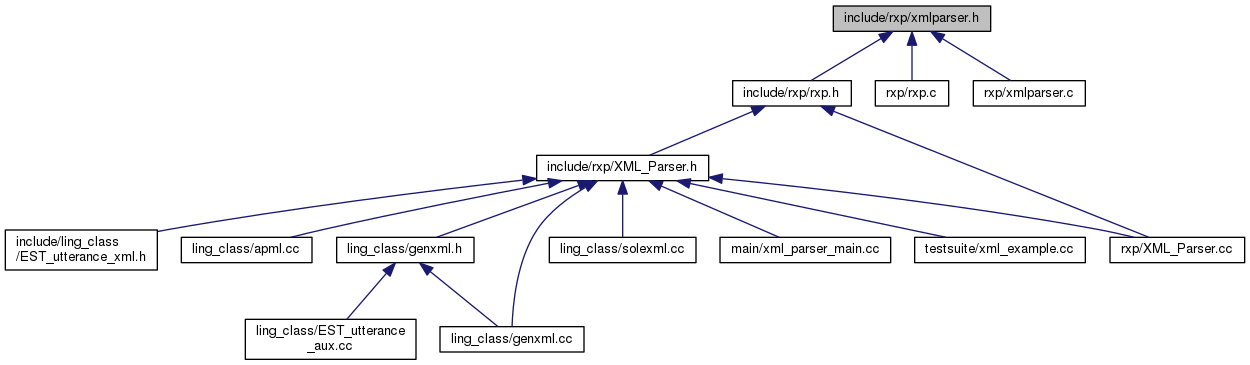 include/rxp/xmlparser.h
include/rxp/rxp.h
rxp/rxp.c
rxp/xmlparser.c
include/rxp/XML_Parser.h
include/ling_class
/EST_utterance_xml.h
ling_class/apml.cc
ling_class/genxml.h
ling_class/solexml.cc
main/xml_parser_main.cc
testsuite/xml_example.cc
rxp/XML_Parser.cc
ling_class/EST_utterance
_aux.cc
ling_class/genxml.cc